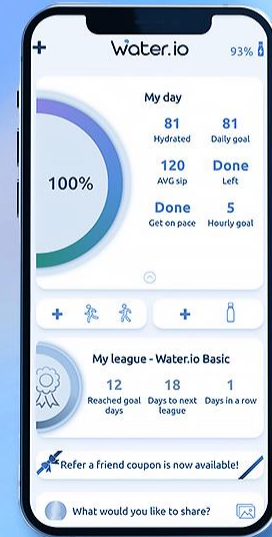 +
water.io
93%
My day
100%
81 81
Hydrated Daily goal
120 Done
AVG sip Left
Done 5
Get on pace Hourly goal
+ +
My league - Water.io Basic
12 18 1
Reached goal days Days to next league Days in a row
Refer a friend coupon is now available!
What would you like to share?